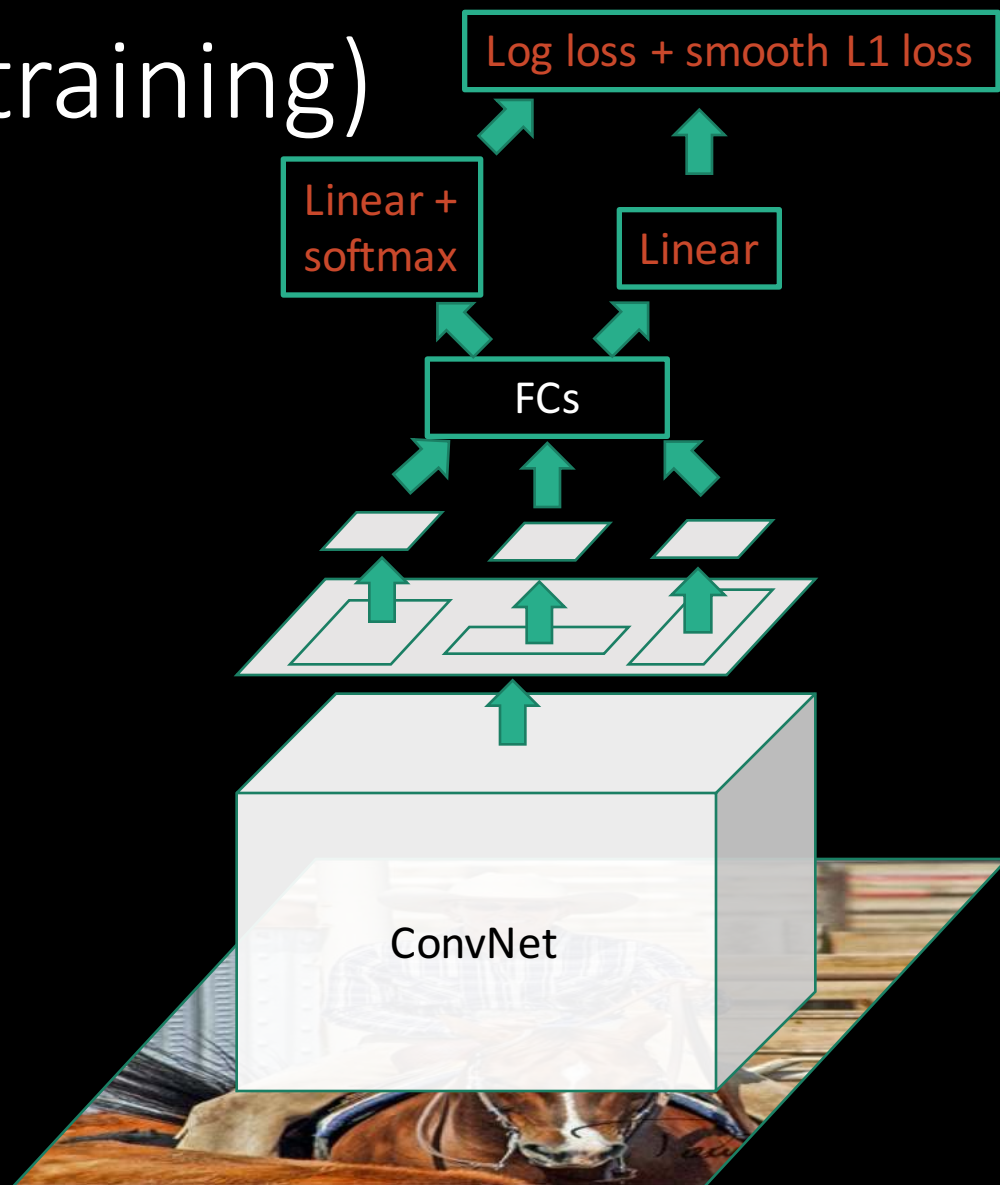 training)
Log loss + smooth L1 loss
Linear +
softmax
Linear
FCs
ConvNet